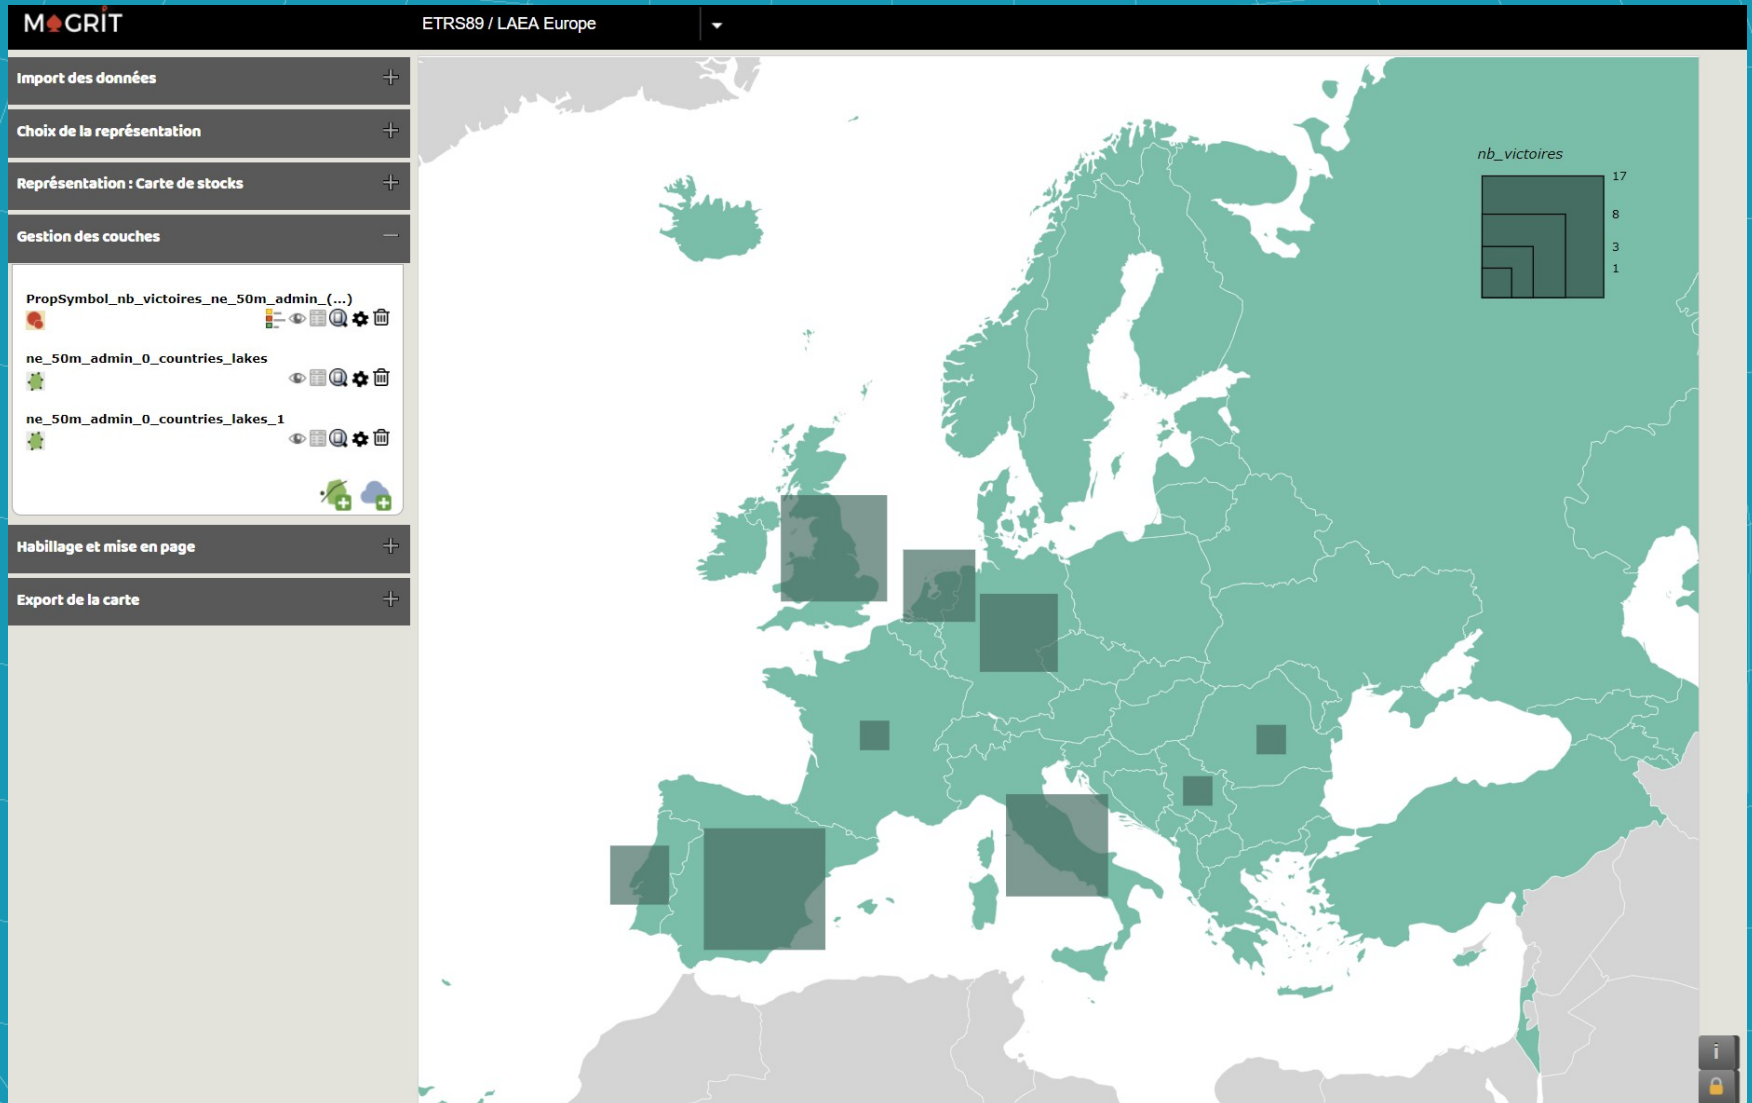 MAGRIT
ETRS89 / LAEA Europe
Import des données
Choix de la représentation
Représentation : Carte de stocks
Gestion des couches
PropSymbol_nb_victoires_ne_50m_admin_(...)
ne_50m_admin_0_countries_lakes
ne_50m_admin_0_countries_lakes_1
Habillage et mise en page
Export de la carte
nb_victoires
17
8
3
1
i